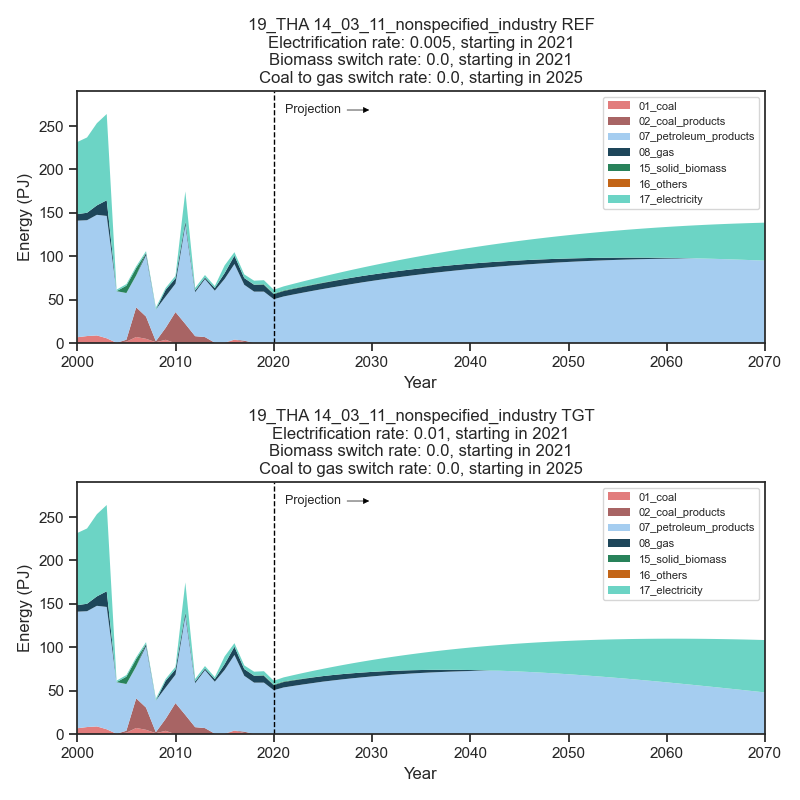 19_THA 14_03_11_nonspecified_industry REF
Electrification rate: 0.005, starting in 2021
Biomass switch rate: 0.0, starting in 2021
Coal to gas switch rate: 0.0, starting in 2025
Energy (PJ)
250
200
150
100
50
0
Projection
01_coal
02_coal_products
07_petroleum_products
08_gas
15_solid_biomass
16_others
17_electricity
2000 2010 2020 2030 2040 2050 2060 2070
Year
19_THA 14_03_11_nonspecified_industry TGT
Electrification rate: 0.01, starting in 2021
Biomass switch rate: 0.0, starting in 2021
Coal to gas switch rate: 0.0, starting in 2025
Energy (PJ)
250
200
150
100
50
0
Projection
01_coal
02_coal_products
07_petroleum_products
08_gas
15_solid_biomass
16_others
17_electricity
2000 2010 2020 2030 2040 2050 2060 2070
Year